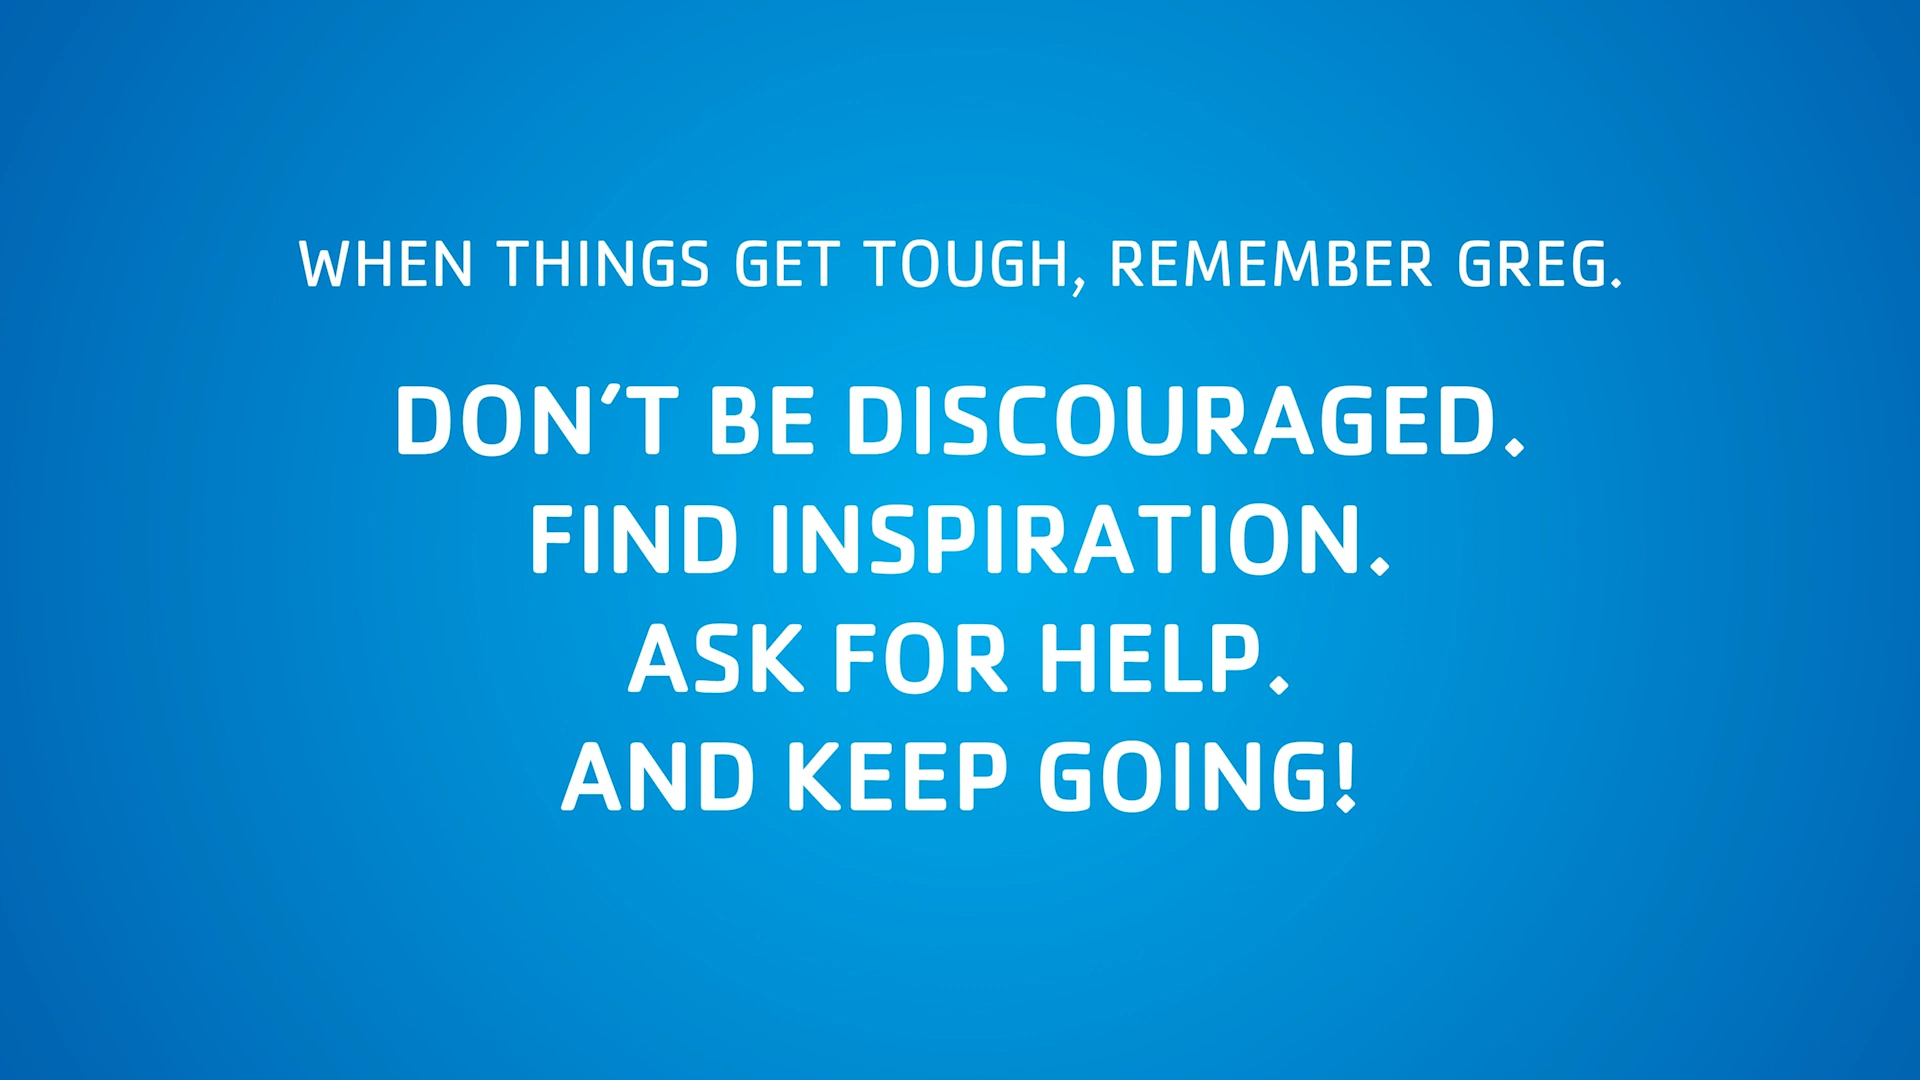 WHEN THINGS GET TOUGH, REMEMBER GREG.
DON'T BE DISCOURAGED.
FIND INSPIRATION.
ASK FOR HELP.
AND KEEP GOING!